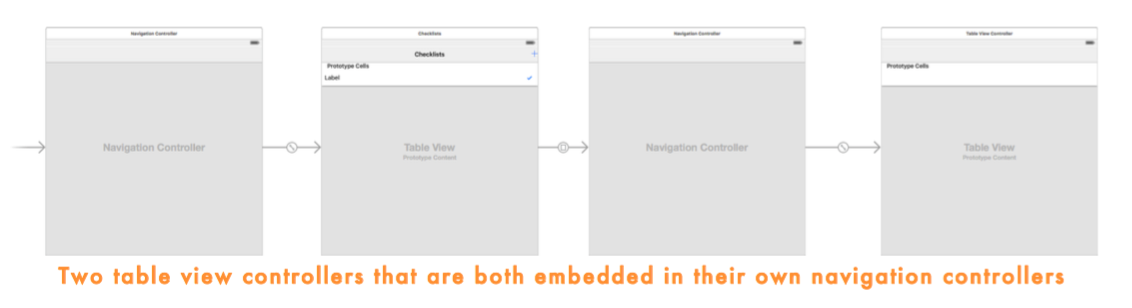 Navigation Controller
Checklists
Navigation Controller
Table View Controller
Checklists +
Prototype Cells
Label
Prototype Cells
Navigation Controller
Table View
Prototype Content
Navigation Controller
Table View
Prototype Content
Two table view controllers that are both embedded in their own navigation controllers